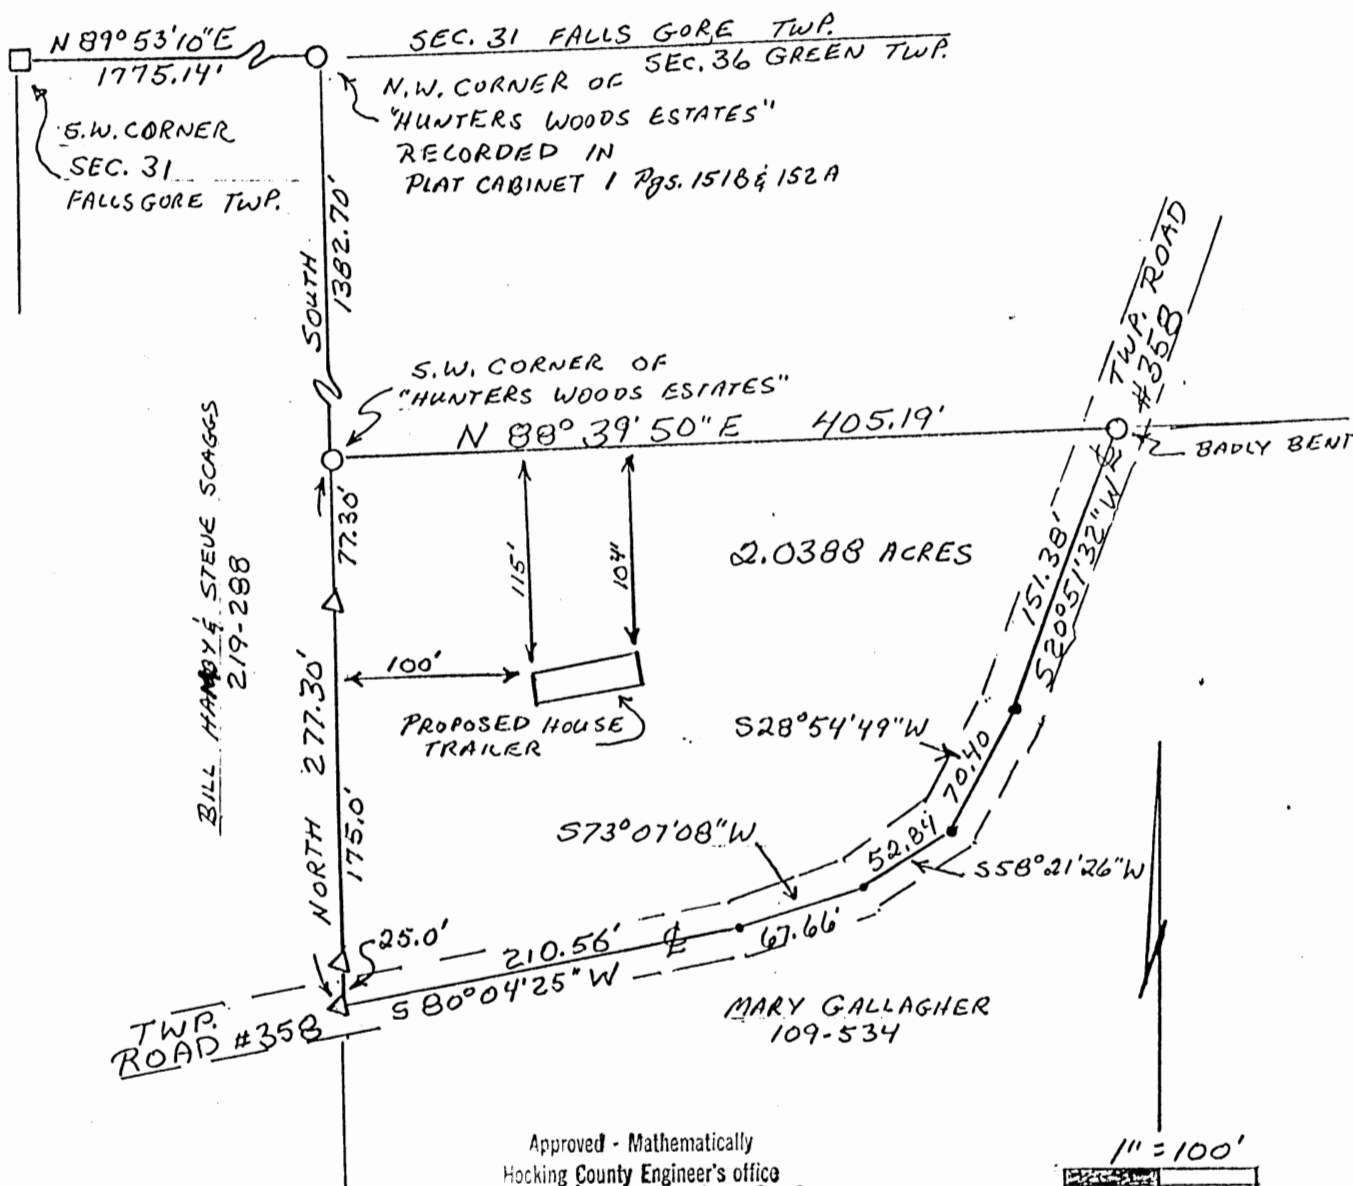 N 89° 53' 10" E
1775.14'
SEC. 31 FALLS GORE TWP.
SEC. 36 GREEN TWP.
S.W. CORNER
SEC. 31
FALLS GORE TWP.
N.W. CORNER OF
"HUNTERS WOODS ESTATES"
RECORDED IN
PLAT CABINET 1 Pgs. 151B & 152A
SOUTH
1382.70'
TWP. ROAD
#358
S.W. CORNER OF
"HUNTERS WOODS ESTATES"
N 88° 39' 50" E 405.19'
BADLY BENT
BILL & STEVE SCAGGS
219-288
77.30'
115'
104'
2.0388 ACRES
151.38'
S 20° 51' 32" W
100'
NORTH 277.30'
PROPOSED HOUSE
TRAILER
S28° 54' 49" W
70.40
175.0'
S73° 07' 08" W
52.84
S58° 21' 26" W
25.0'
210.56'
℄
67.66'
S 80° 04' 25" W
TWP.
ROAD #358
MARY GALLAGHER
109-534
Approved - Mathematically
Hocking County Engineer's office
1" = 100'